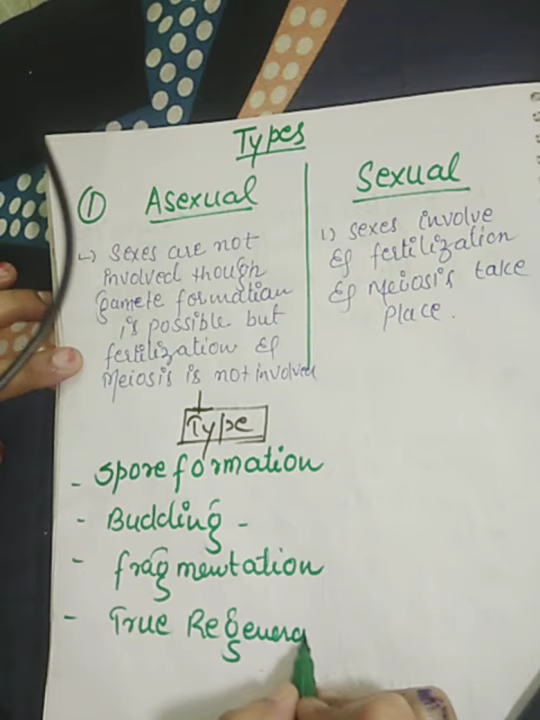 Types
① Asexual
↳ Sexes are not
involved though
gamete formation
is possible but
fertilization &
Meiosis is not involved
Sexual
1) sexes involve
& fertilization
& Meiosis take
place.
Type
- Spore formation
- Budding -
- fragmentation
- True Regenera